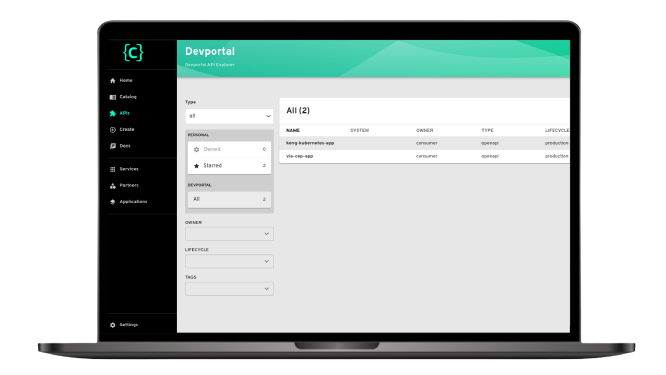 {C}
Home
Catalog
APIs
Create
Docs
Services
Partners
Applications
Settings
Devportal
Devportal API Explorer
Type
all
PERSONAL
Owned 0
Starred 2
DEVPORTAL
All 2
OWNER
LIFECYCLE
TAGS
All (2)
NAME SYSTEM OWNER TYPE LIFECYCLE
kong-kubernetes-app consumer openapi production
via-cep-app consumer openapi production